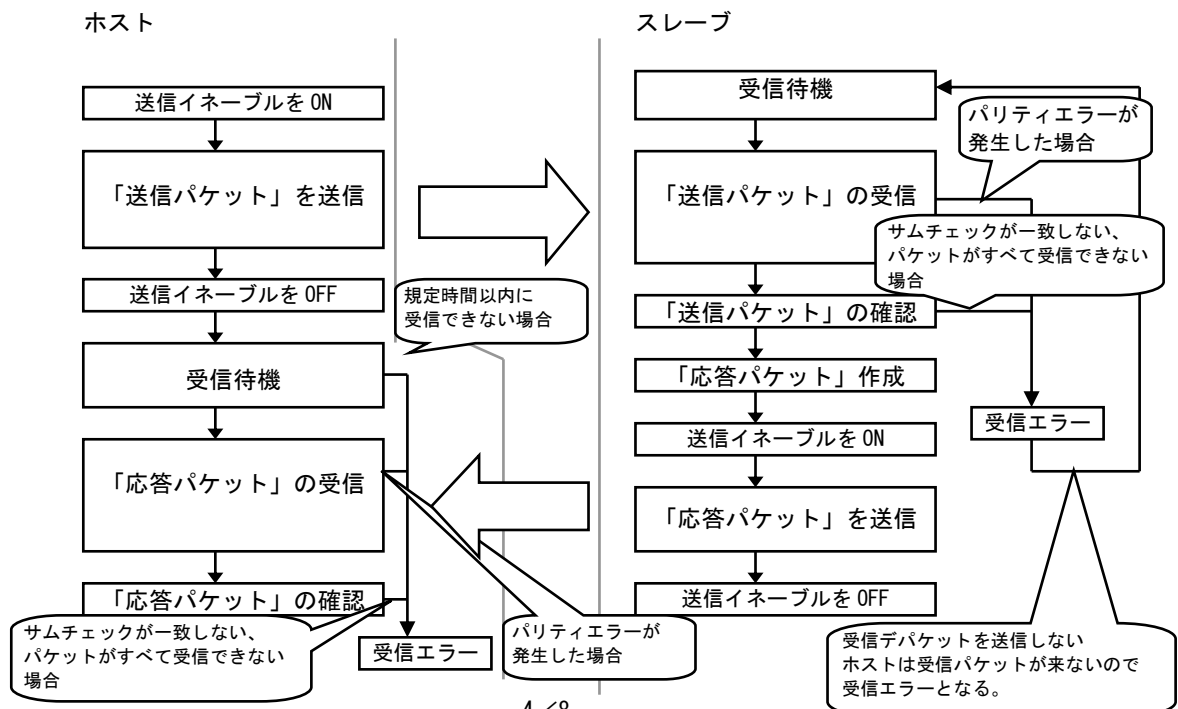 ホスト
送信イネーブルを ON
「送信パケット」を送信
送信イネーブルを OFF
規定時間以内に
受信できない場合
受信待機
「応答パケット」の受信
「応答パケット」の確認
サムチェックが一致しない、
パケットがすべて受信できない
場合
受信エラー
パリティエラーが
発生した場合
スレーブ
受信待機
パリティエラーが
発生した場合
「送信パケット」の受信
サムチェックが一致しない、
パケットがすべて受信できない
場合
「送信パケット」の確認
「応答パケット」作成
受信エラー
送信イネーブルを ON
「応答パケット」を送信
送信イネーブルを OFF
受信デパケットを送信しない
ホストは受信パケットが来ないので
受信エラーとなる。
4/8